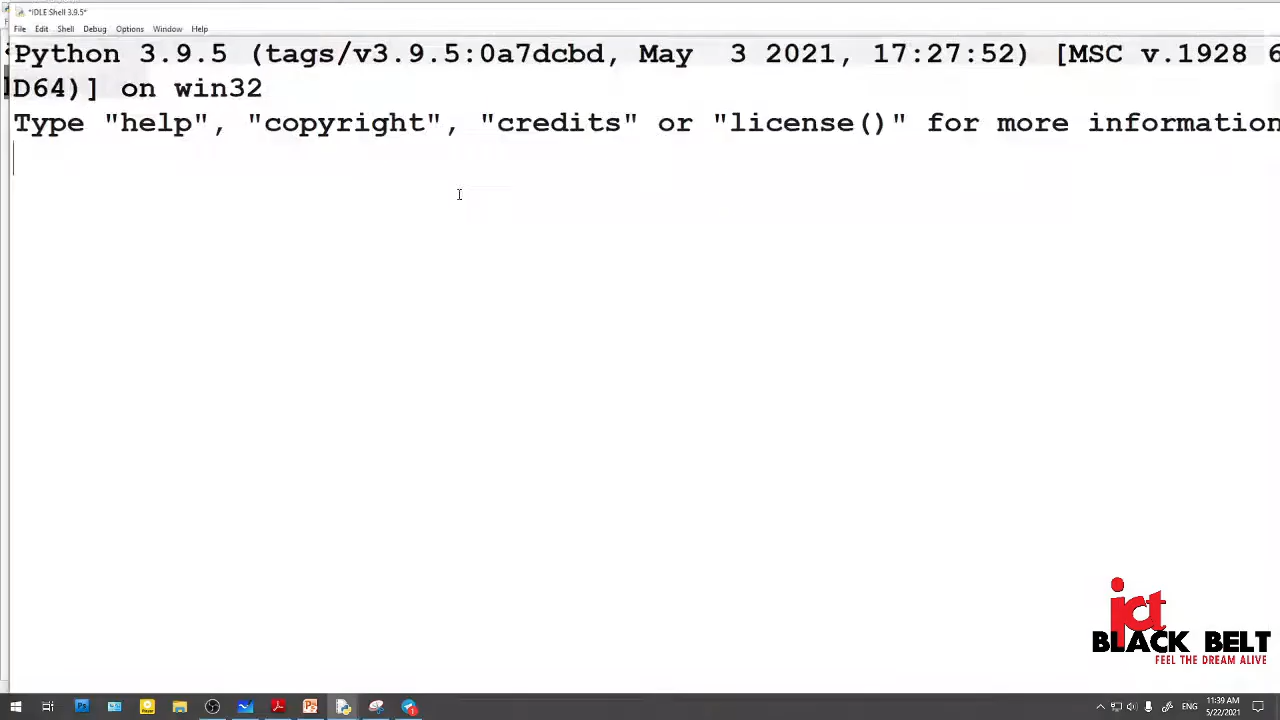 *IDLE Shell 3.9.5*
File Edit Shell Debug Options Window Help
Python 3.9.5 (tags/v3.9.5:0a7dcbd, May  3 2021, 17:27:52) [MSC v.1928 6
D64)] on win32
Type "help", "copyright", "credits" or "license()" for more information
ict
BLACK BELT
FEEL THE DREAM ALIVE
ENG
11:39 AM
5/22/2021